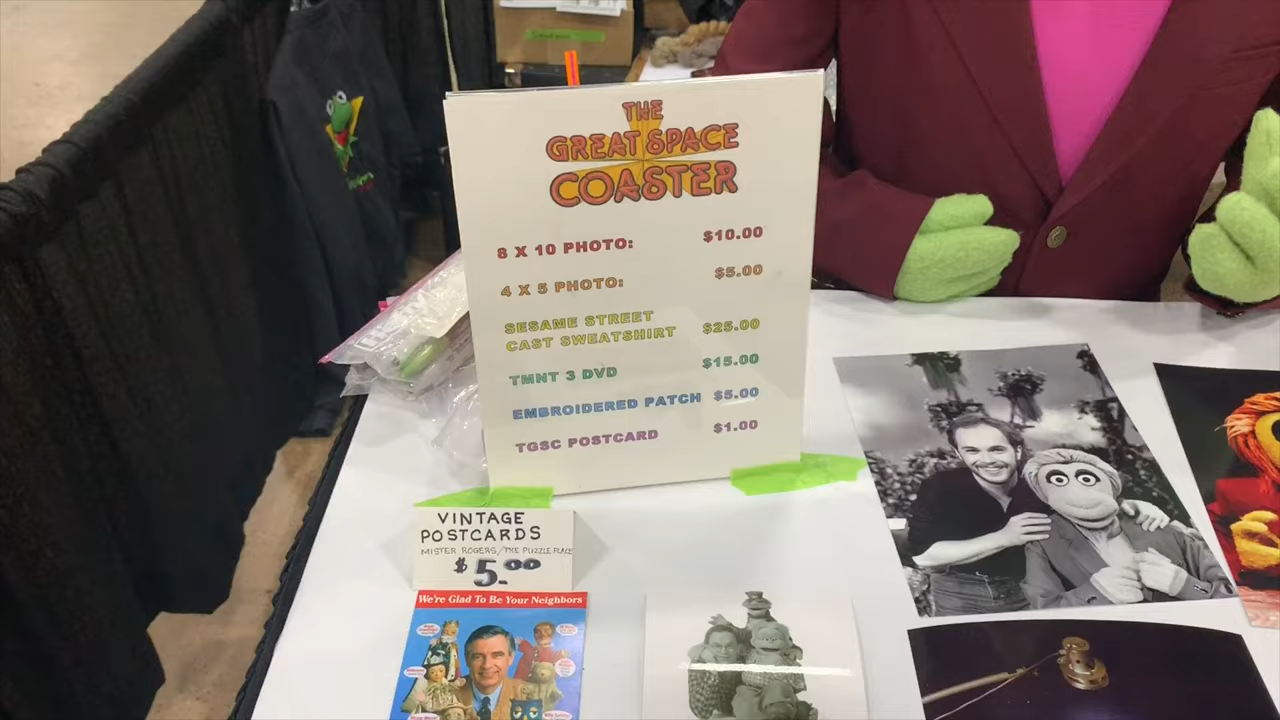 THE
GREAT SPACE
COASTER
8 X 10 PHOTO: $10.00
4 X 5 PHOTO: $5.00
SESAME STREET
CAST SWEATSHIRT $25.00
TMNT 3 DVD $15.00
EMBROIDERED PATCH $5.00
TGSC POSTCARD $1.00
VINTAGE
POSTCARDS
MISTER ROGERS/THE PUZZLE PLACE
$5.00
We're Glad To Be Your Neighbors